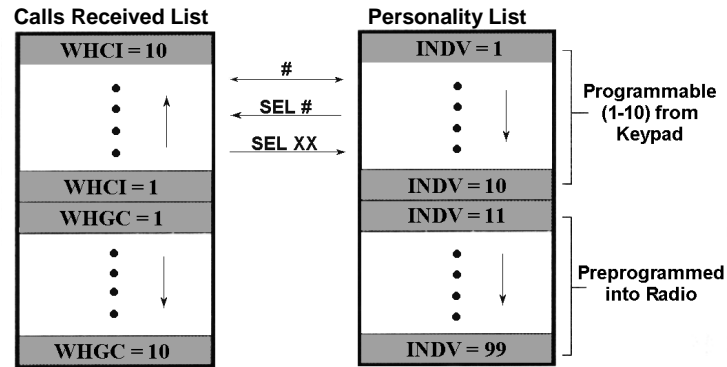 Calls Received List
Personality List
WHCI = 10
INDV = 1
#
SEL #
SEL XX
Programmable
(1-10) from
Keypad
WHCI = 1
INDV = 10
WHGC = 1
INDV = 11
Preprogrammed
into Radio
WHGC = 10
INDV = 99